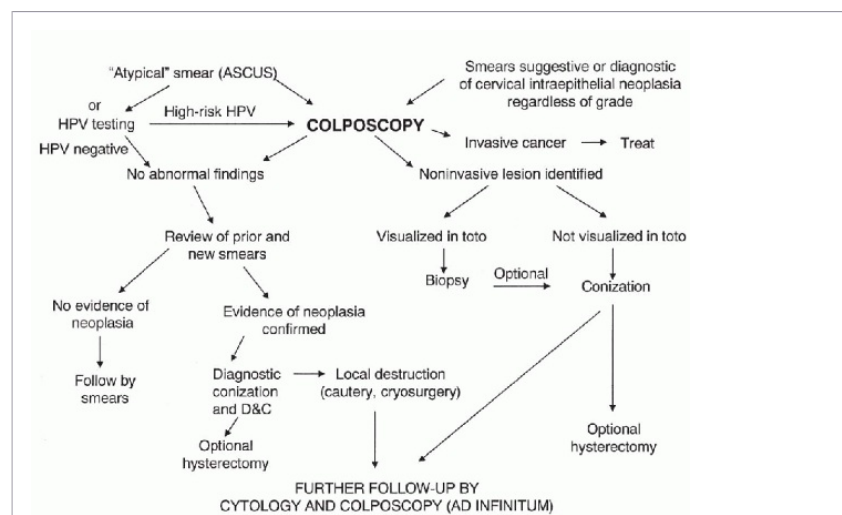 "Atypical" smear (ASCUS)
Smears suggestive or diagnostic
of cervical intraepithelial neoplasia
regardless of grade
or
HPV testing
High-risk HPV
COLPOSCOPY
HPV negative
Invasive cancer
Treat
No abnormal findings
Noninvasive lesion identified
Review of prior and
new smears
Visualized in toto
Not visualized in toto
Biopsy
Optional
Conization
No evidence of
neoplasia
Evidence of neoplasia
confirmed
Follow by
smears
Diagnostic
conization
and D&C
Local destruction
(cautery, cryosurgery)
Optional
hysterectomy
Optional
hysterectomy
FURTHER FOLLOW-UP BY
CYTOLOGY AND COLPOSCOPY (AD INFINITUM)